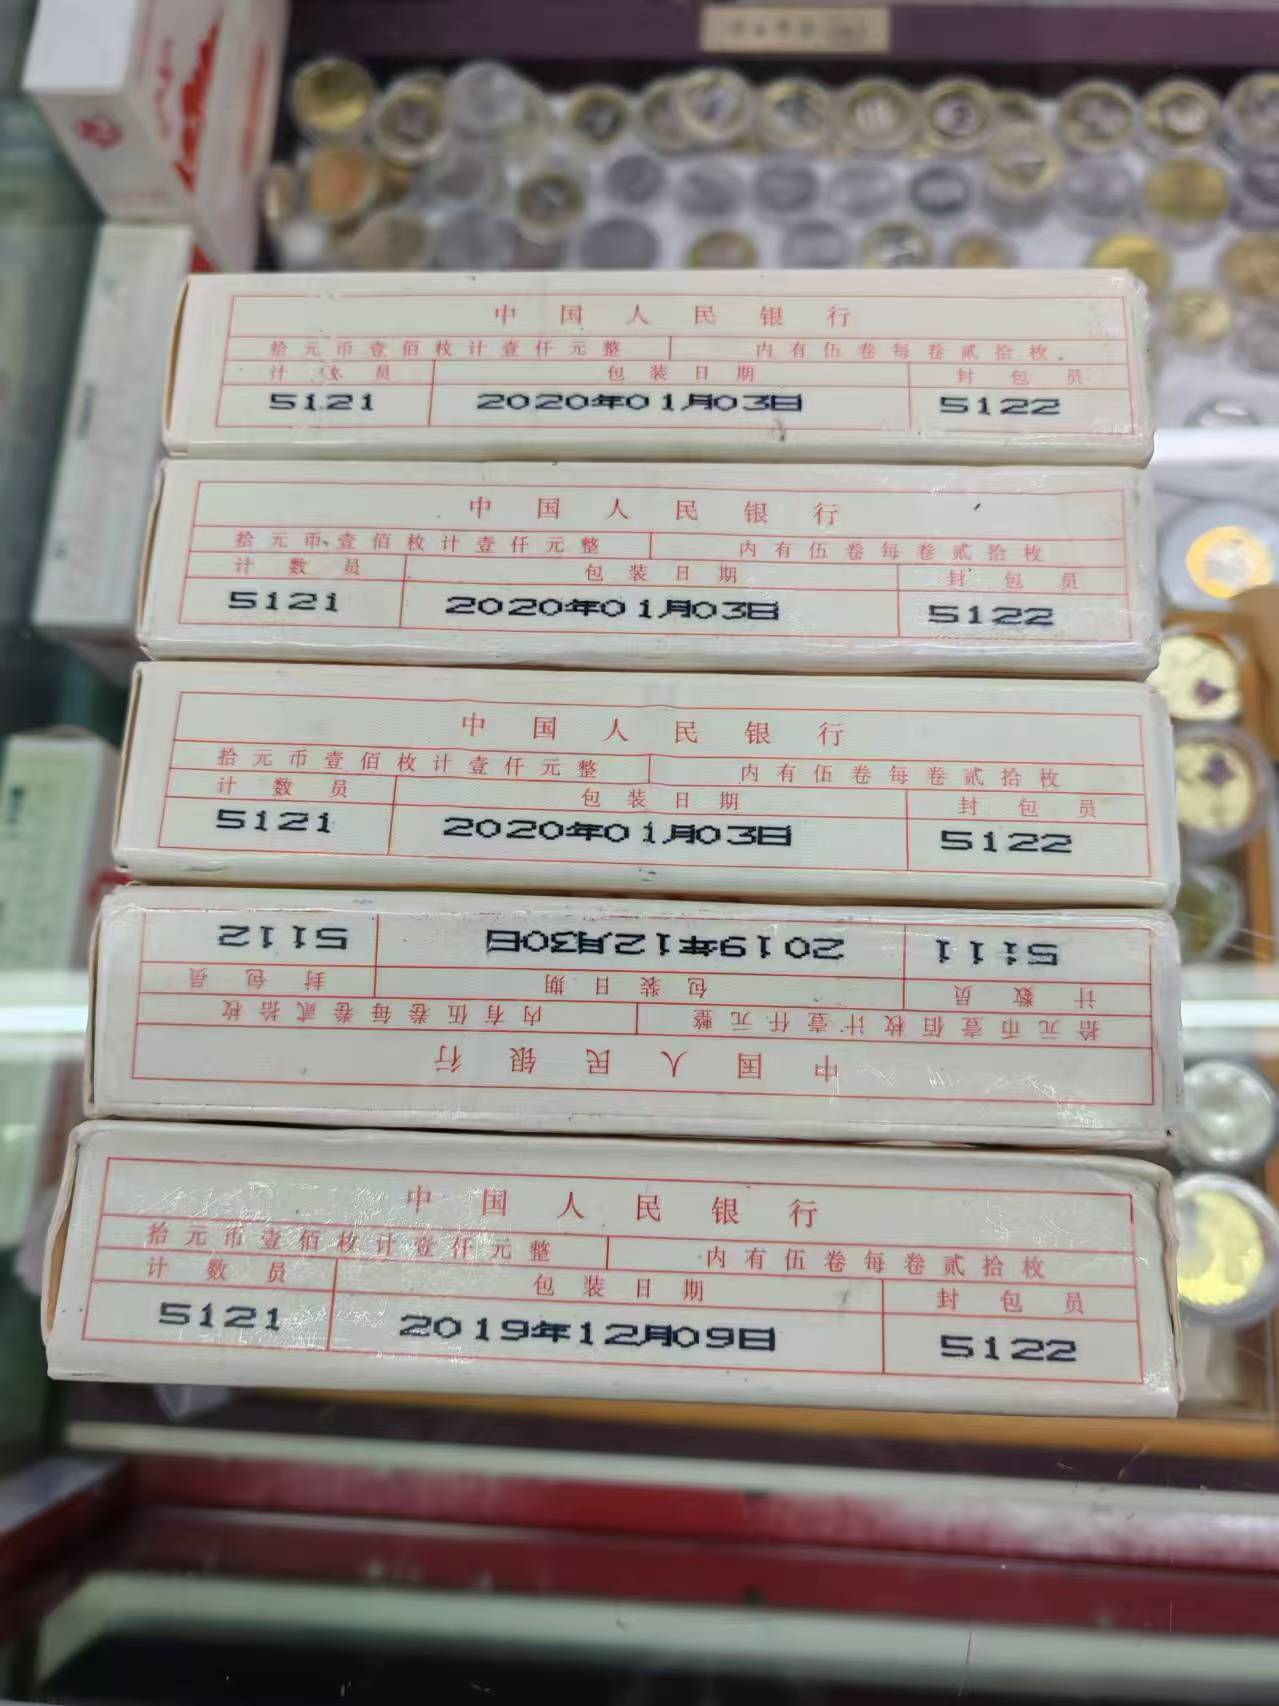 中国人民银行
拾元币壹佰枚计壹仟元整 内有伍卷每卷贰拾枚
计 员 包装日期 封包员
5121 2020年01月03日 5122
中国人民银行
拾元币壹佰枚计壹仟元整 内有伍卷每卷贰拾枚
计数员 包装日期 封包员
5121 2020年01月03日 5122
中国人民银行
拾元币壹佰枚计壹仟元整 内有伍卷每卷贰拾枚
计数员 包装日期 封包员
5121 2020年01月03日 5122
中国人民银行
拾元币壹佰枚计壹仟元整 内有伍卷每卷贰拾枚
计数员 包装日期 封包员
5111 2019年12月30日 5112
中国人民银行
拾元币壹佰枚计壹仟元整 内有伍卷每卷贰拾枚
计数员 包装日期 封包员
5121 2019年12月09日 5122